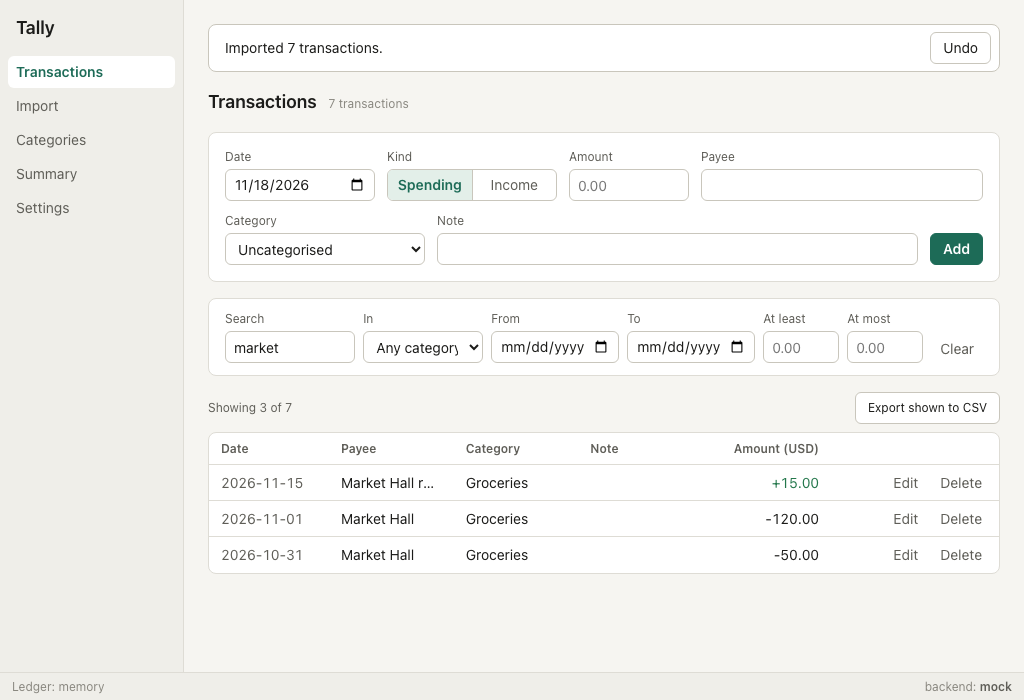 Tally
Transactions
Import
Categories
Summary
Settings
Imported 7 transactions.
Undo
Transactions 7 transactions
Date Kind Amount Payee
11/18/2026 Spending Income 0.00
Category Note
Uncategorised Add
Search In From To At least At most
market Any category mm/dd/yyyy mm/dd/yyyy 0.00 0.00 Clear
Showing 3 of 7 Export shown to CSV
Date Payee Category Note Amount (USD)
2026-11-15 Market Hall r... Groceries +15.00 Edit Delete
2026-11-01 Market Hall Groceries -120.00 Edit Delete
2026-10-31 Market Hall Groceries -50.00 Edit Delete
Ledger: memory backend: mock